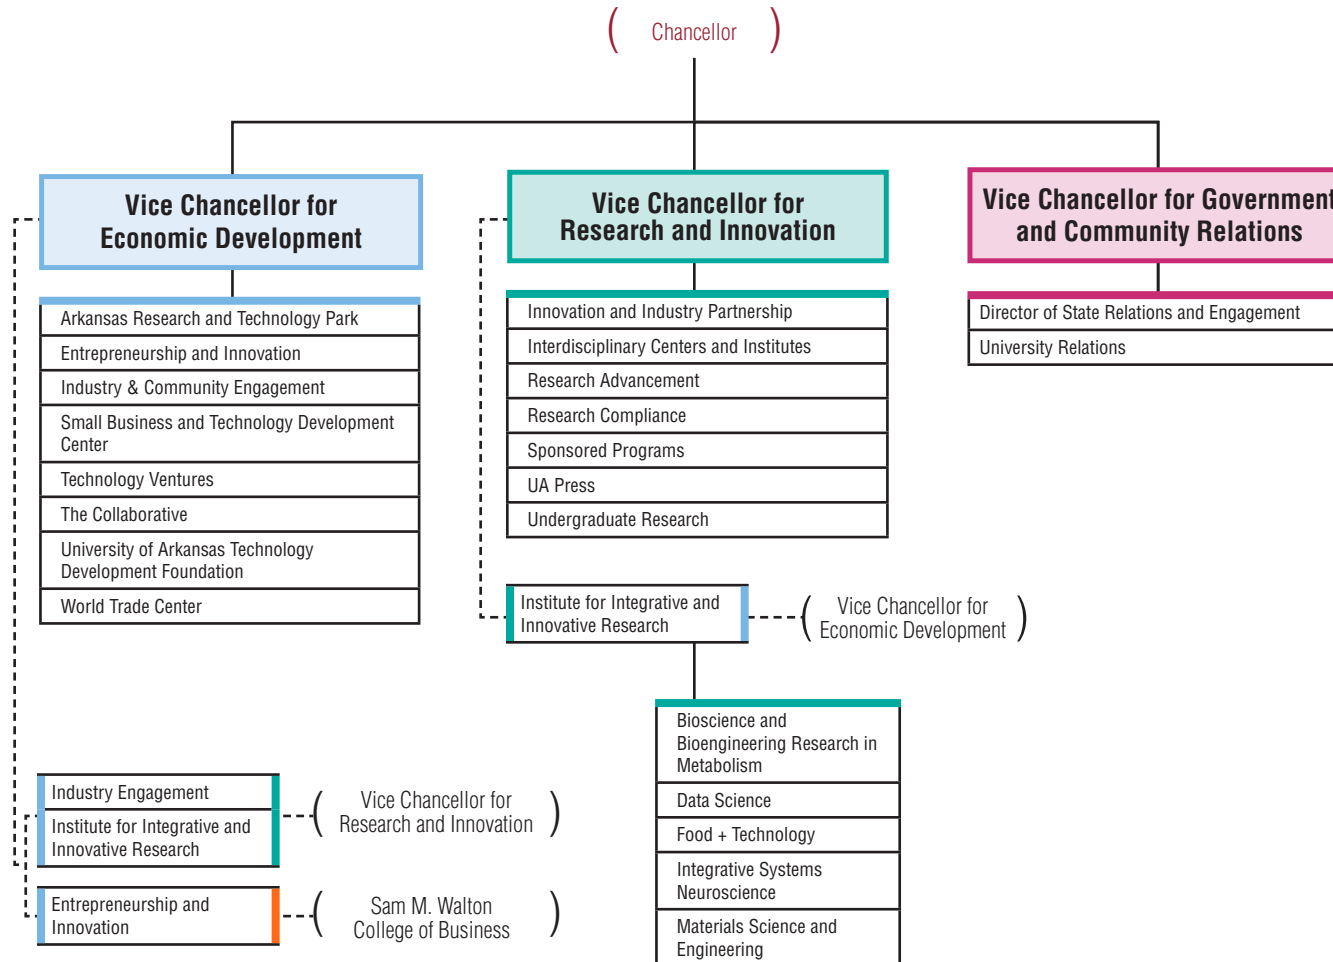 ( Chancellor )
Vice Chancellor for
Economic Development
Arkansas Research and Technology Park
Entrepreneurship and Innovation
Industry & Community Engagement
Small Business and Technology Development
Center
Technology Ventures
The Collaborative
University of Arkansas Technology
Development Foundation
World Trade Center
Industry Engagement
Institute for Integrative and
Innovative Research
( Vice Chancellor for
Research and Innovation )
Entrepreneurship and
Innovation
( Sam M. Walton
College of Business )
Vice Chancellor for
Research and Innovation
Innovation and Industry Partnership
Interdisciplinary Centers and Institutes
Research Advancement
Research Compliance
Sponsored Programs
UA Press
Undergraduate Research
Institute for Integrative and
Innovative Research
( Vice Chancellor for
Economic Development )
Bioscience and
Bioengineering Research in
Metabolism
Data Science
Food + Technology
Integrative Systems
Neuroscience
Materials Science and
Engineering
Vice Chancellor for Government
and Community Relations
Director of State Relations and Engagement
University Relations